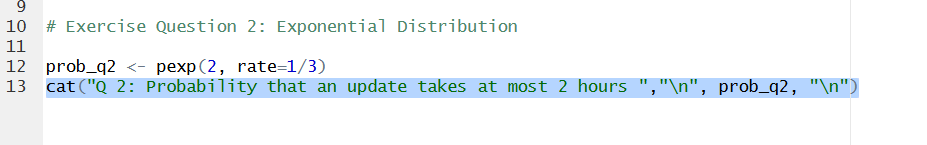 9
10 # Exercise Question 2: Exponential Distribution
11
12 prob_q2 <- pexp(2, rate=1/3)
13 cat("Q 2: Probability that an update takes at most 2 hours ","\n", prob_q2, "\n")